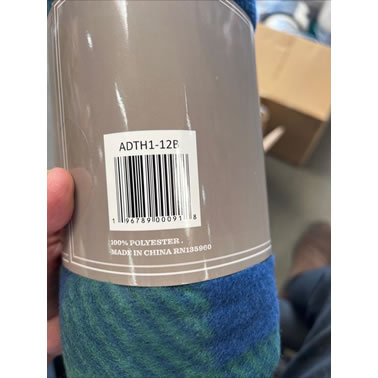 ADTH1-12B
1 96789 00091 8
100% POLYESTER .
MADE IN CHINA RN135960